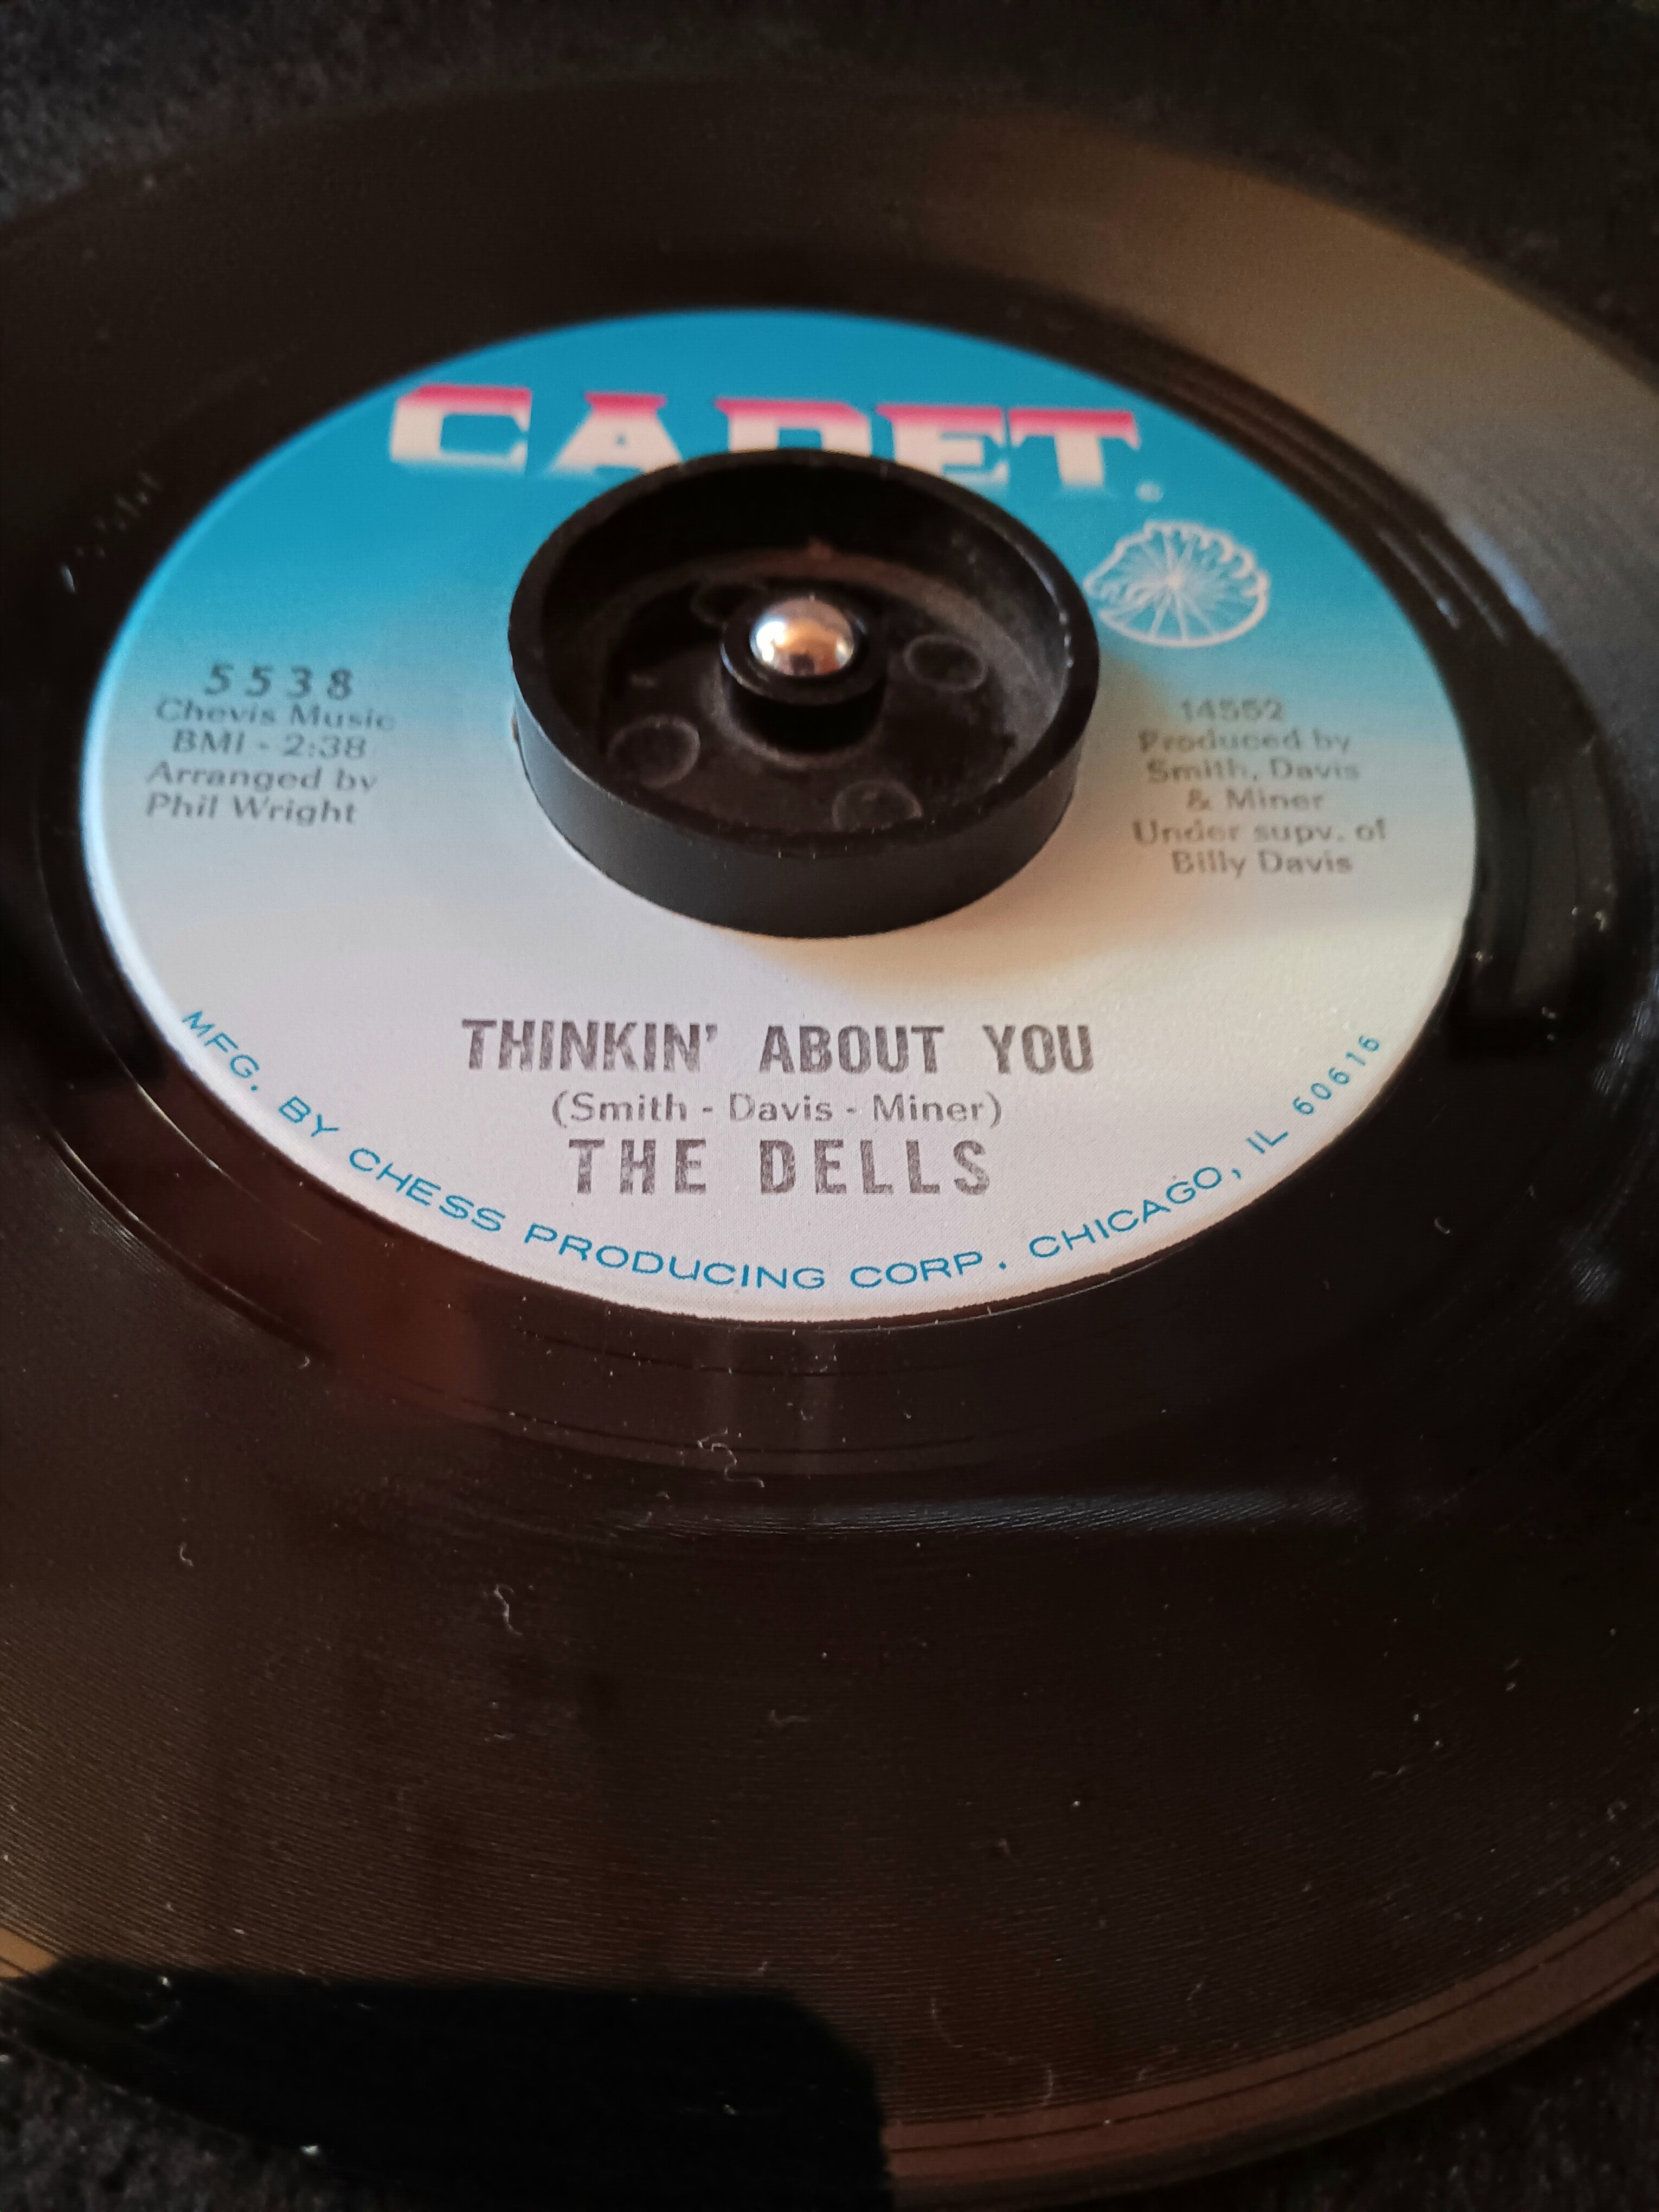 CADET
5538
Chevis Music
BMI - 2:38
Arranged by
Phil Wright
14552
Produced by
Smith, Davis
& Miner
Under supv. of
Billy Davis
THINKIN' ABOUT YOU
(Smith - Davis - Miner)
THE DELLS
MFG. BY CHESS PRODUCING CORP. CHICAGO, IL 60616